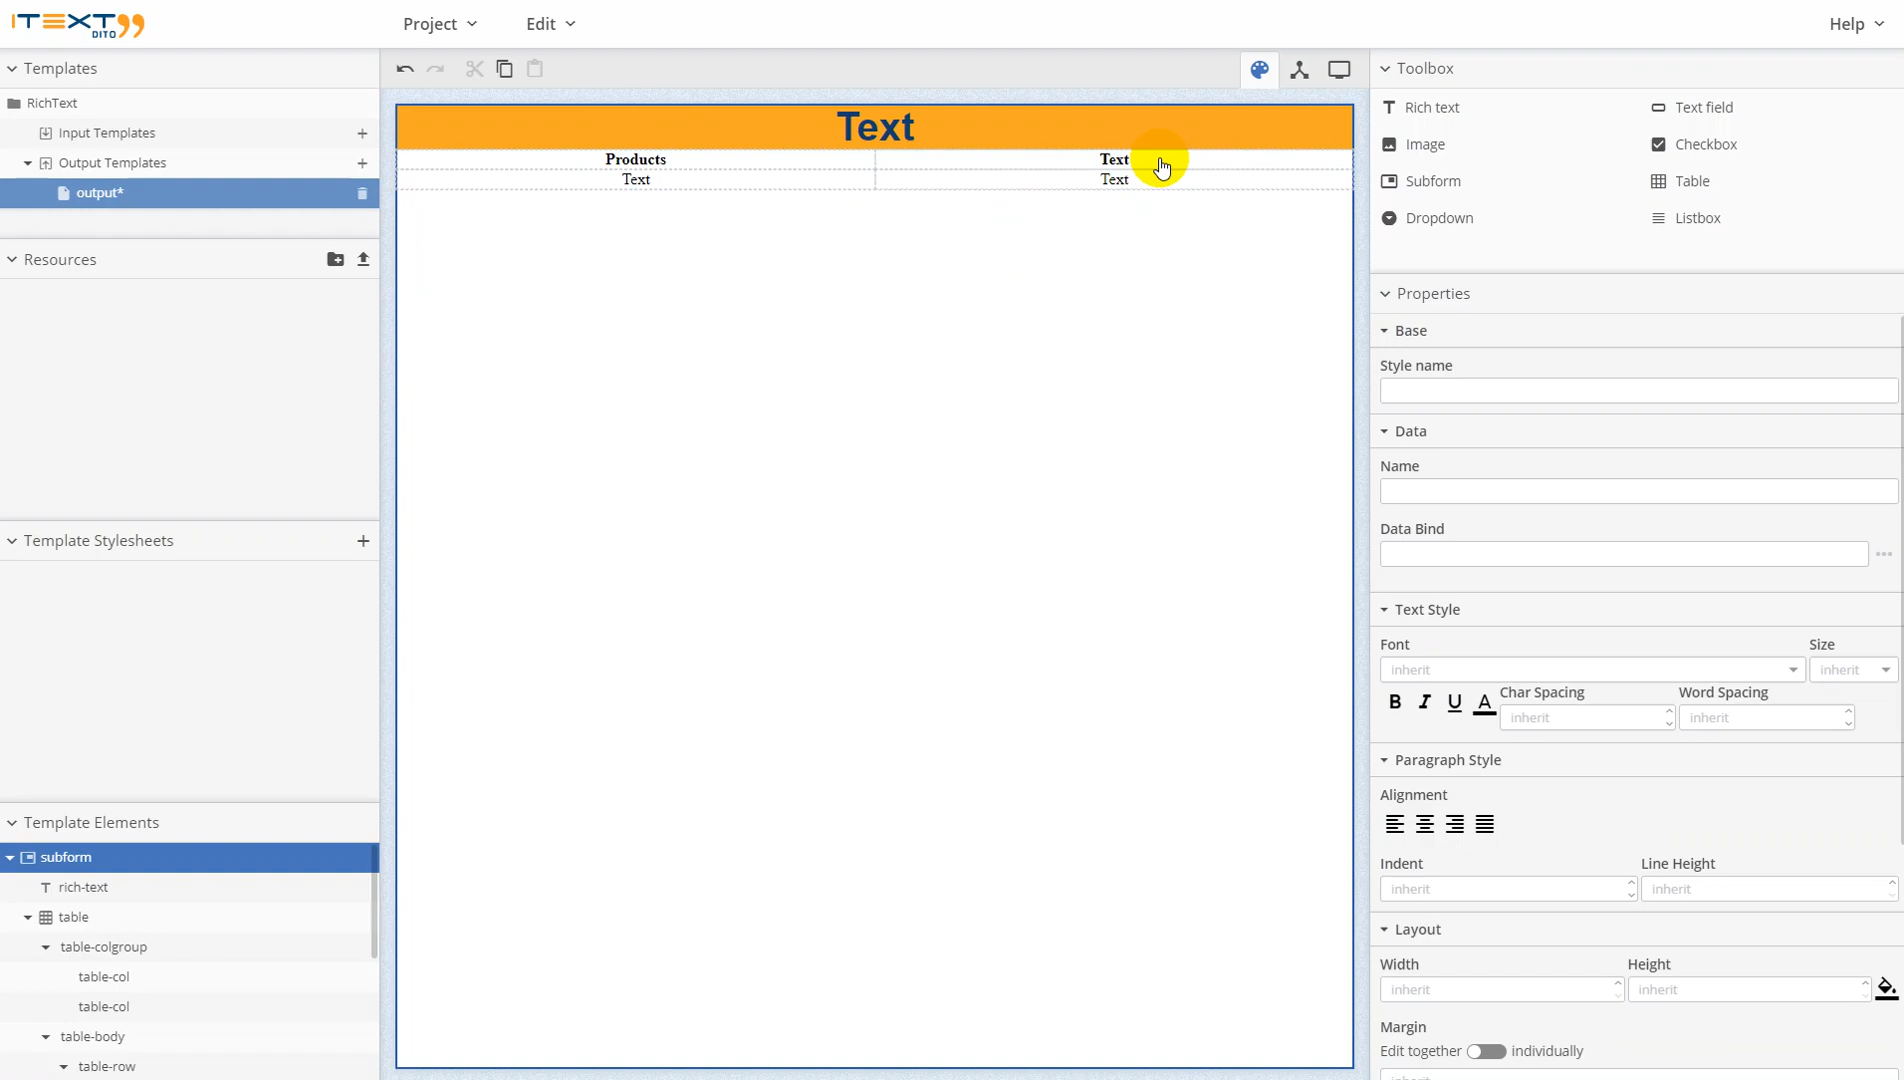 iTEXT
DITO
Project
Edit
Help
Templates
RichText
Input Templates
Output Templates
output*
Resources
Template Stylesheets
Template Elements
subform
rich-text
table
table-colgroup
table-col
table-col
table-body
table-row
Text
Products Text
Text Text
Toolbox
Rich text Text field
Image Checkbox
Subform Table
Dropdown Listbox
Properties
Base
Style name
Data
Name
Data Bind
Text Style
Font Size
inherit inherit
B I U A Char Spacing Word Spacing
inherit inherit
Paragraph Style
Alignment
Indent Line Height
inherit inherit
Layout
Width Height
inherit inherit
Margin
Edit together individually
inherit